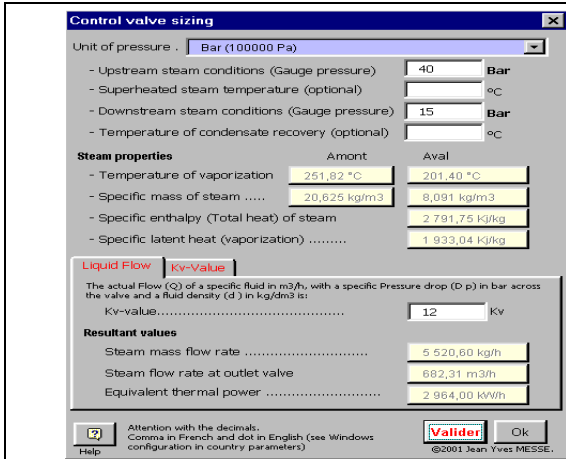 Control valve sizing
Unit of pressure . Bar (100000 Pa)
- Upstream steam conditions (Gauge pressure) 40 Bar
- Superheated steam temperature (optional) °C
- Downstream steam conditions (Gauge pressure) 15 Bar
- Temperature of condensate recovery (optional) °C
Steam properties Amont Aval
- Temperature of vaporization 251,82 °C 201,40 °C
- Specific mass of steam ..... 20,625 kg/m3 8,091 kg/m3
- Specific enthalpy (Total heat) of steam 2 791,75 Kj/kg
- Specific latent heat (vaporization) ......... 1 933,04 Kj/kg
Liquid Flow Kv-Value
The actual Flow (Q) of a specific fluid in m3/h, with a specific Pressure drop (D p) in bar across
the valve and a fluid density (d ) in kg/dm3 is:
Kv-value............................................. 12 Kv
Resultant values
Steam mass flow rate ............................ 5 520,60 kg/h
Steam flow rate at outlet valve 682,31 m3/h
Equivalent thermal power ......................... 2 964,00 kW/h
Attention with the decimals.
Comma in French and dot in English (see Windows
configuration in country parameters)
Help
Valider Ok
©2001 Jean Yves MESSE.